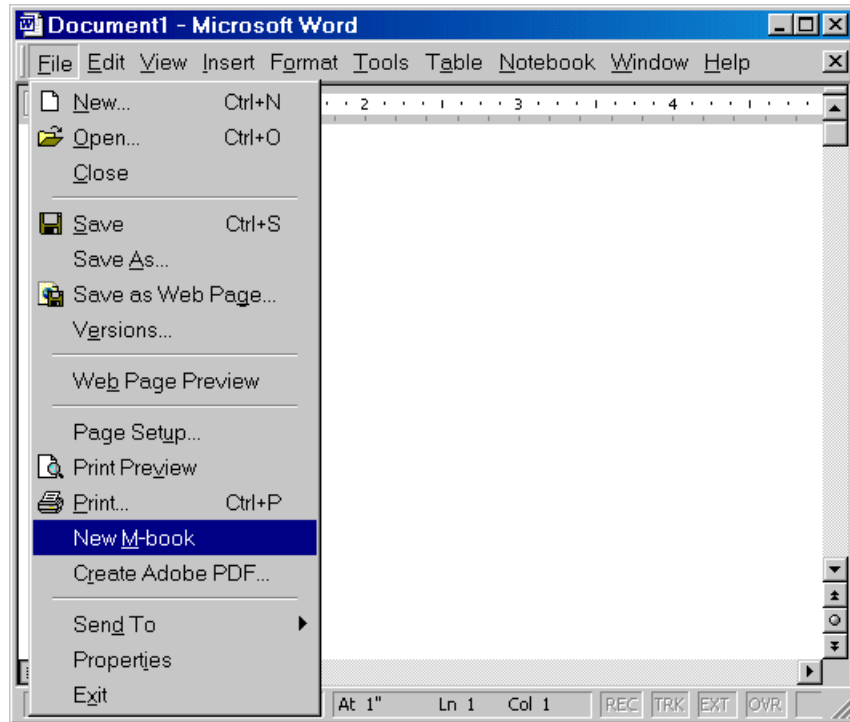 Document1 - Microsoft Word
File Edit View Insert Format Tools Table Notebook Window Help
New... Ctrl+N
2 3 4
Open... Ctrl+O
Close
Save Ctrl+S
Save As...
Save as Web Page...
Versions...
Web Page Preview
Page Setup...
Print Preview
Print... Ctrl+P
New M-book
Create Adobe PDF...
Send To
Properties
Exit
At 1" Ln 1 Col 1 REC TRK EXT OVR